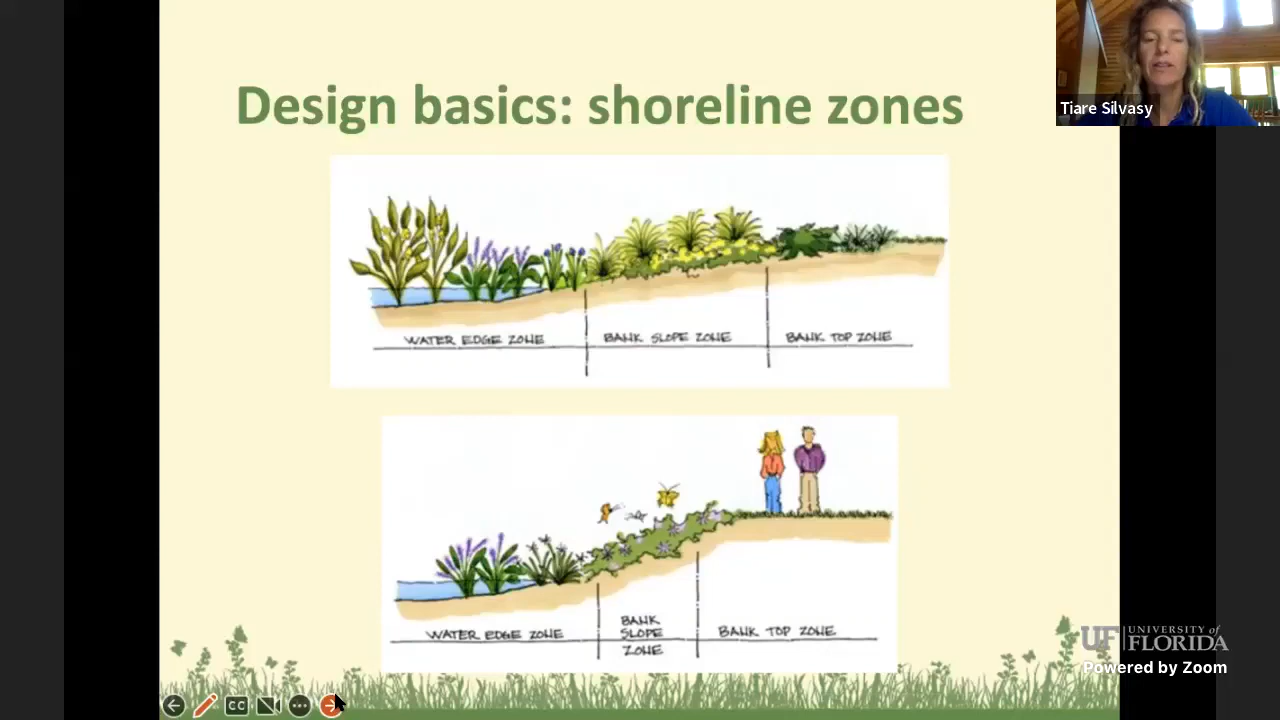 Tiare Silvasy
Design basics: shoreline zones
WATER EDGE ZONE
BANK SLOPE ZONE
BANK TOP ZONE
WATER EDGE ZONE
BANK
SLOPE
ZONE
BANK TOP ZONE
UF UNIVERSITY of
FLORIDA
Powered by Zoom
CC